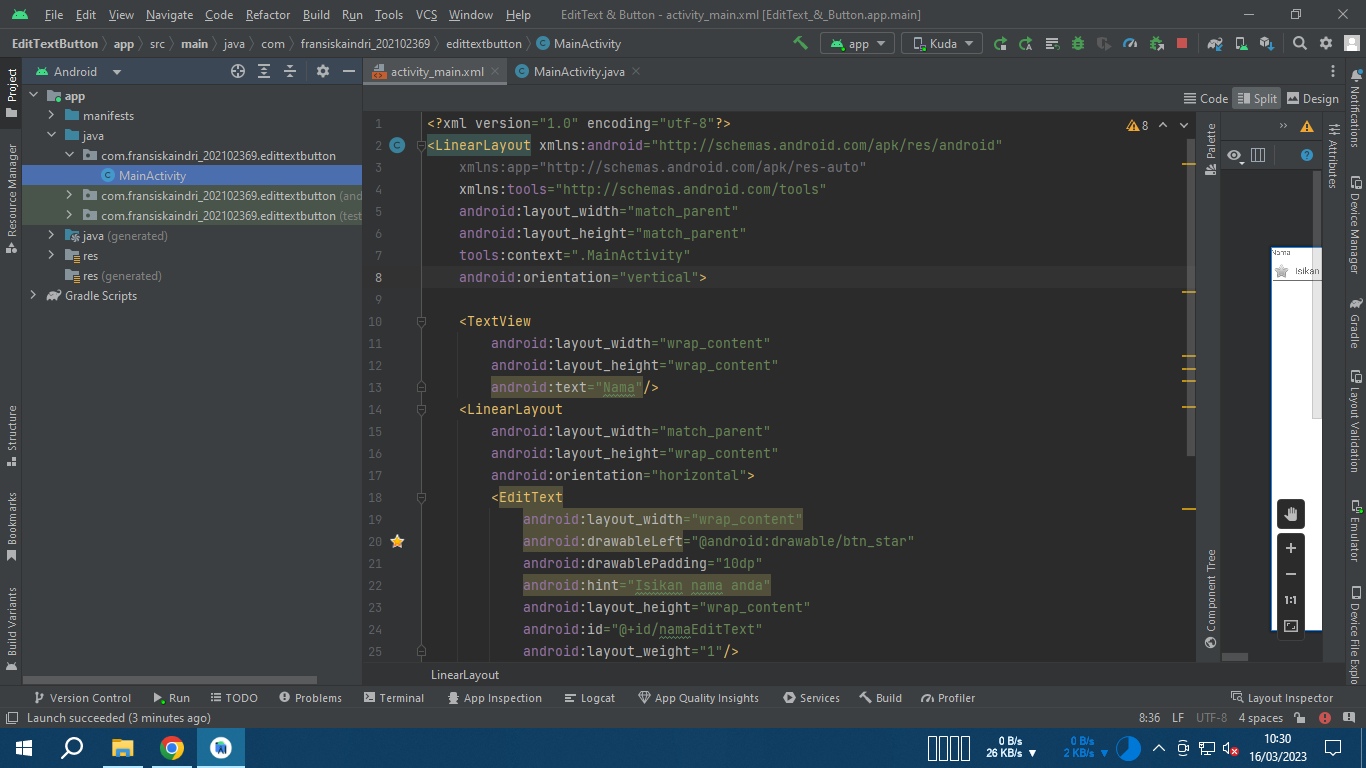 File Edit View Navigate Code Refactor Build Run Tools VCS Window Help EditText & Button - activity_main.xml [EditText_&_Button.app.main]
EditTextButton app src main java com fransiskaindri_202102369 edittextbutton MainActivity app Kuda
Android
activity_main.xml
MainActivity.java
Code Split Design
Project
Resource Manager
Structure
Bookmarks
Build Variants
app
manifests
java
com.fransiskaindri_202102369.edittextbutton
MainActivity
com.fransiskaindri_202102369.edittextbutton (and
com.fransiskaindri_202102369.edittextbutton (test
java (generated)
res
res (generated)
Gradle Scripts
8
1 <?xml version="1.0" encoding="utf-8"?>
2 <LinearLayout xmlns:android="http://schemas.android.com/apk/res/android"
3 xmlns:app="http://schemas.android.com/apk/res-auto"
4 xmlns:tools="http://schemas.android.com/tools"
5 android:layout_width="match_parent"
6 android:layout_height="match_parent"
7 tools:context=".MainActivity"
8 android:orientation="vertical">
9
10 <TextView
11 android:layout_width="wrap_content"
12 android:layout_height="wrap_content"
13 android:text="Nama"/>
14 <LinearLayout
15 android:layout_width="match_parent"
16 android:layout_height="wrap_content"
17 android:orientation="horizontal">
18 <EditText
19 android:layout_width="wrap_content"
20 android:drawableLeft="@android:drawable/btn_star"
21 android:drawablePadding="10dp"
22 android:hint="Isikan nama anda"
23 android:layout_height="wrap_content"
24 android:id="@+id/namaEditText"
25 android:layout_weight="1"/>
LinearLayout
Palette
Component Tree
Nama
Isikan
1:1
Attributes
Notifications
Device Manager
Gradle
Layout Validation
Emulator
Device File Explo
Version Control Run TODO Problems Terminal App Inspection Logcat App Quality Insights Services Build Profiler Layout Inspector
Launch succeeded (3 minutes ago) 8:36 LF UTF-8 4 spaces
0 B/s
26 KB/s
0 B/s
2 KB/s
10:30
16/03/2023